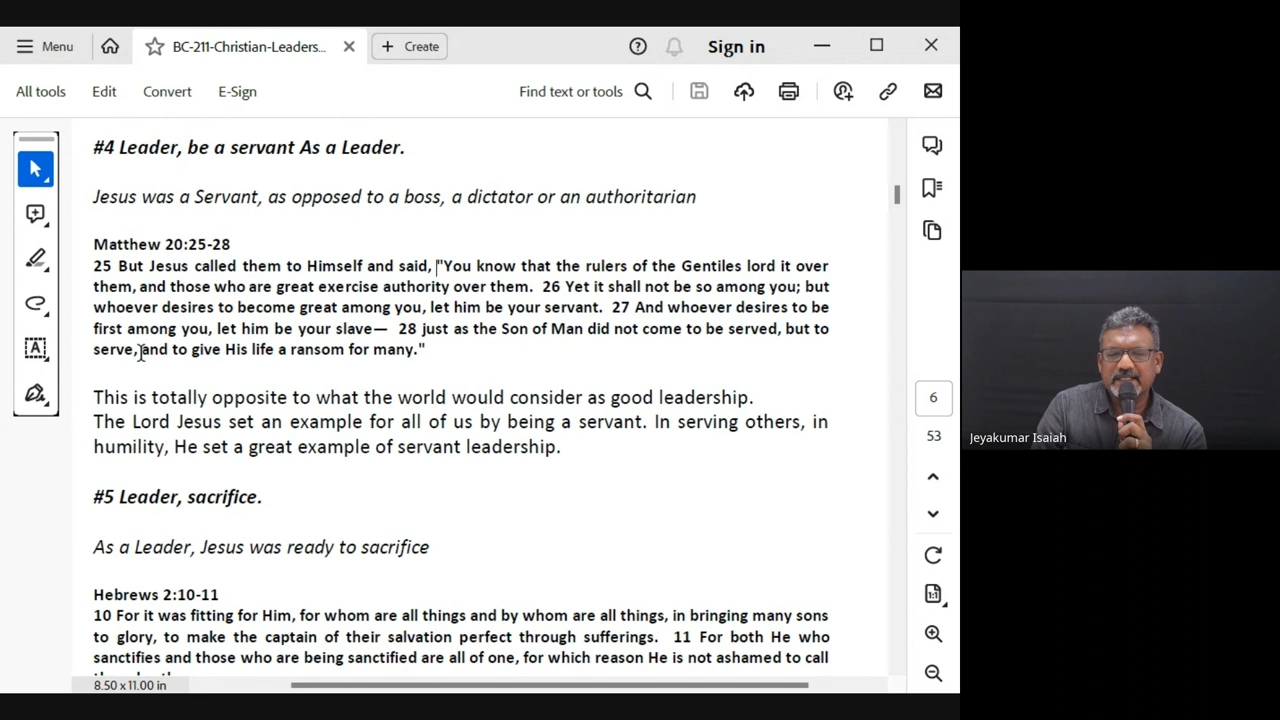 Menu
BC-211-Christian-Leaders...
Create
Sign in
All tools
Edit
Convert
E-Sign
Find text or tools
#4 Leader, be a servant As a Leader.
Jesus was a Servant, as opposed to a boss, a dictator or an authoritarian
Matthew 20:25-28
25 But Jesus called them to Himself and said, "You know that the rulers of the Gentiles lord it over
them, and those who are great exercise authority over them. 26 Yet it shall not be so among you; but
whoever desires to become great among you, let him be your servant. 27 And whoever desires to be
first among you, let him be your slave— 28 just as the Son of Man did not come to be served, but to
serve, and to give His life a ransom for many."
This is totally opposite to what the world would consider as good leadership.
The Lord Jesus set an example for all of us by being a servant. In serving others, in
humility, He set a great example of servant leadership.
#5 Leader, sacrifice.
As a Leader, Jesus was ready to sacrifice
Hebrews 2:10-11
10 For it was fitting for Him, for whom are all things and by whom are all things, in bringing many sons
to glory, to make the captain of their salvation perfect through sufferings. 11 For both He who
sanctifies and those who are being sanctified are all of one, for which reason He is not ashamed to call
8.50 x 11.00 in
6
53
1:1
Jeyakumar Isaiah